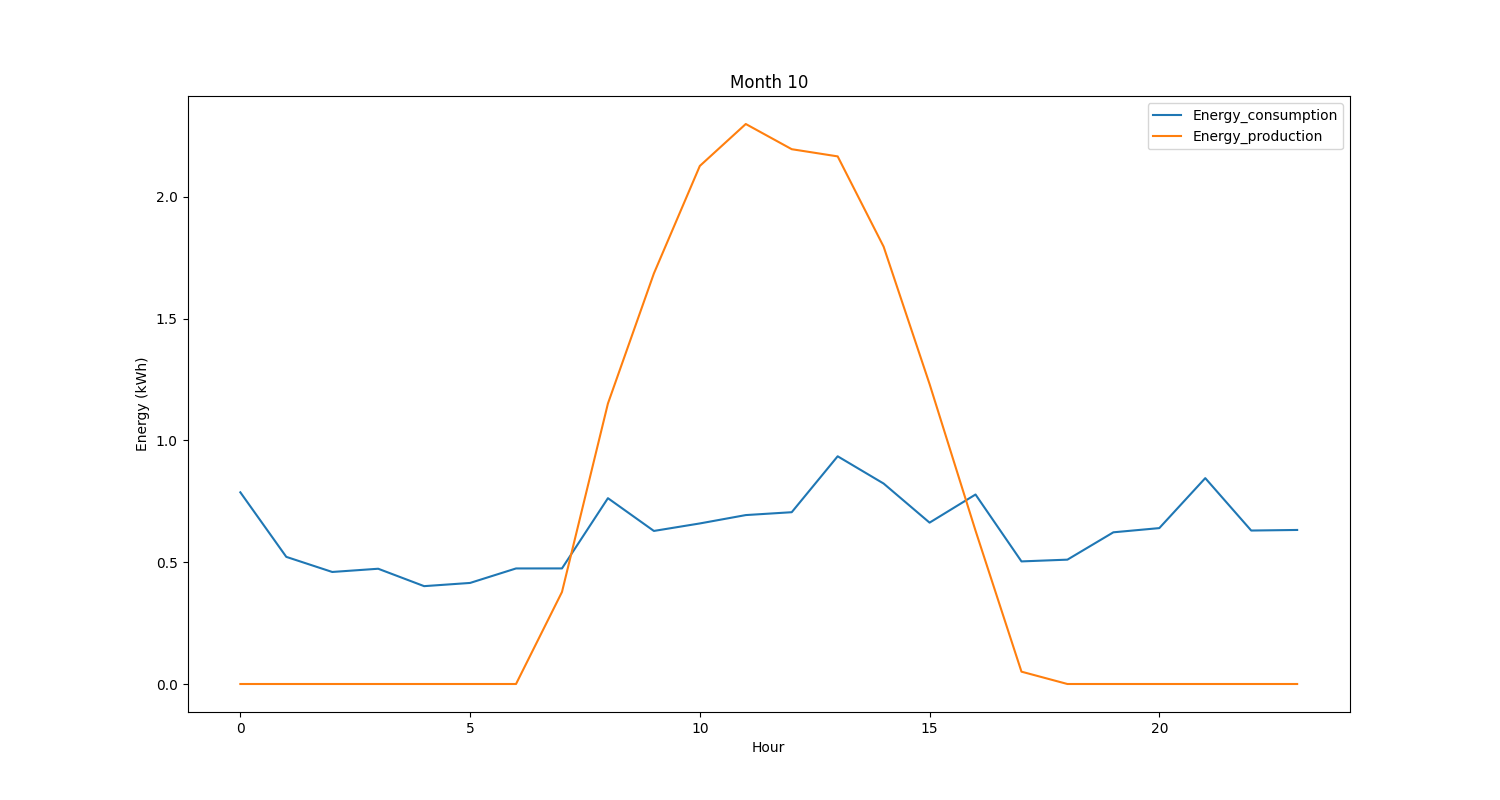 Month 10
Energy_consumption
Energy_production
2.0
1.5
1.0
0.5
0.0
Energy (kWh)
0 5 10 15 20
Hour